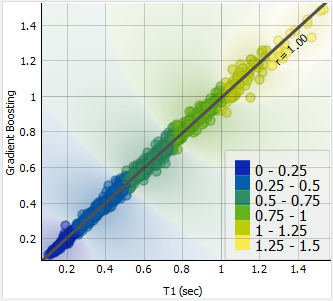 1.4
1.2
1
0.8
0.6
0.4
0.2
Gradient Boosting
r = 1.00
0 - 0.25
0.25 - 0.5
0.5 - 0.75
0.75 - 1
1 - 1.25
1.25 - 1.5
0.2 0.4 0.6 0.8 1 1.2 1.4
T1 (sec)